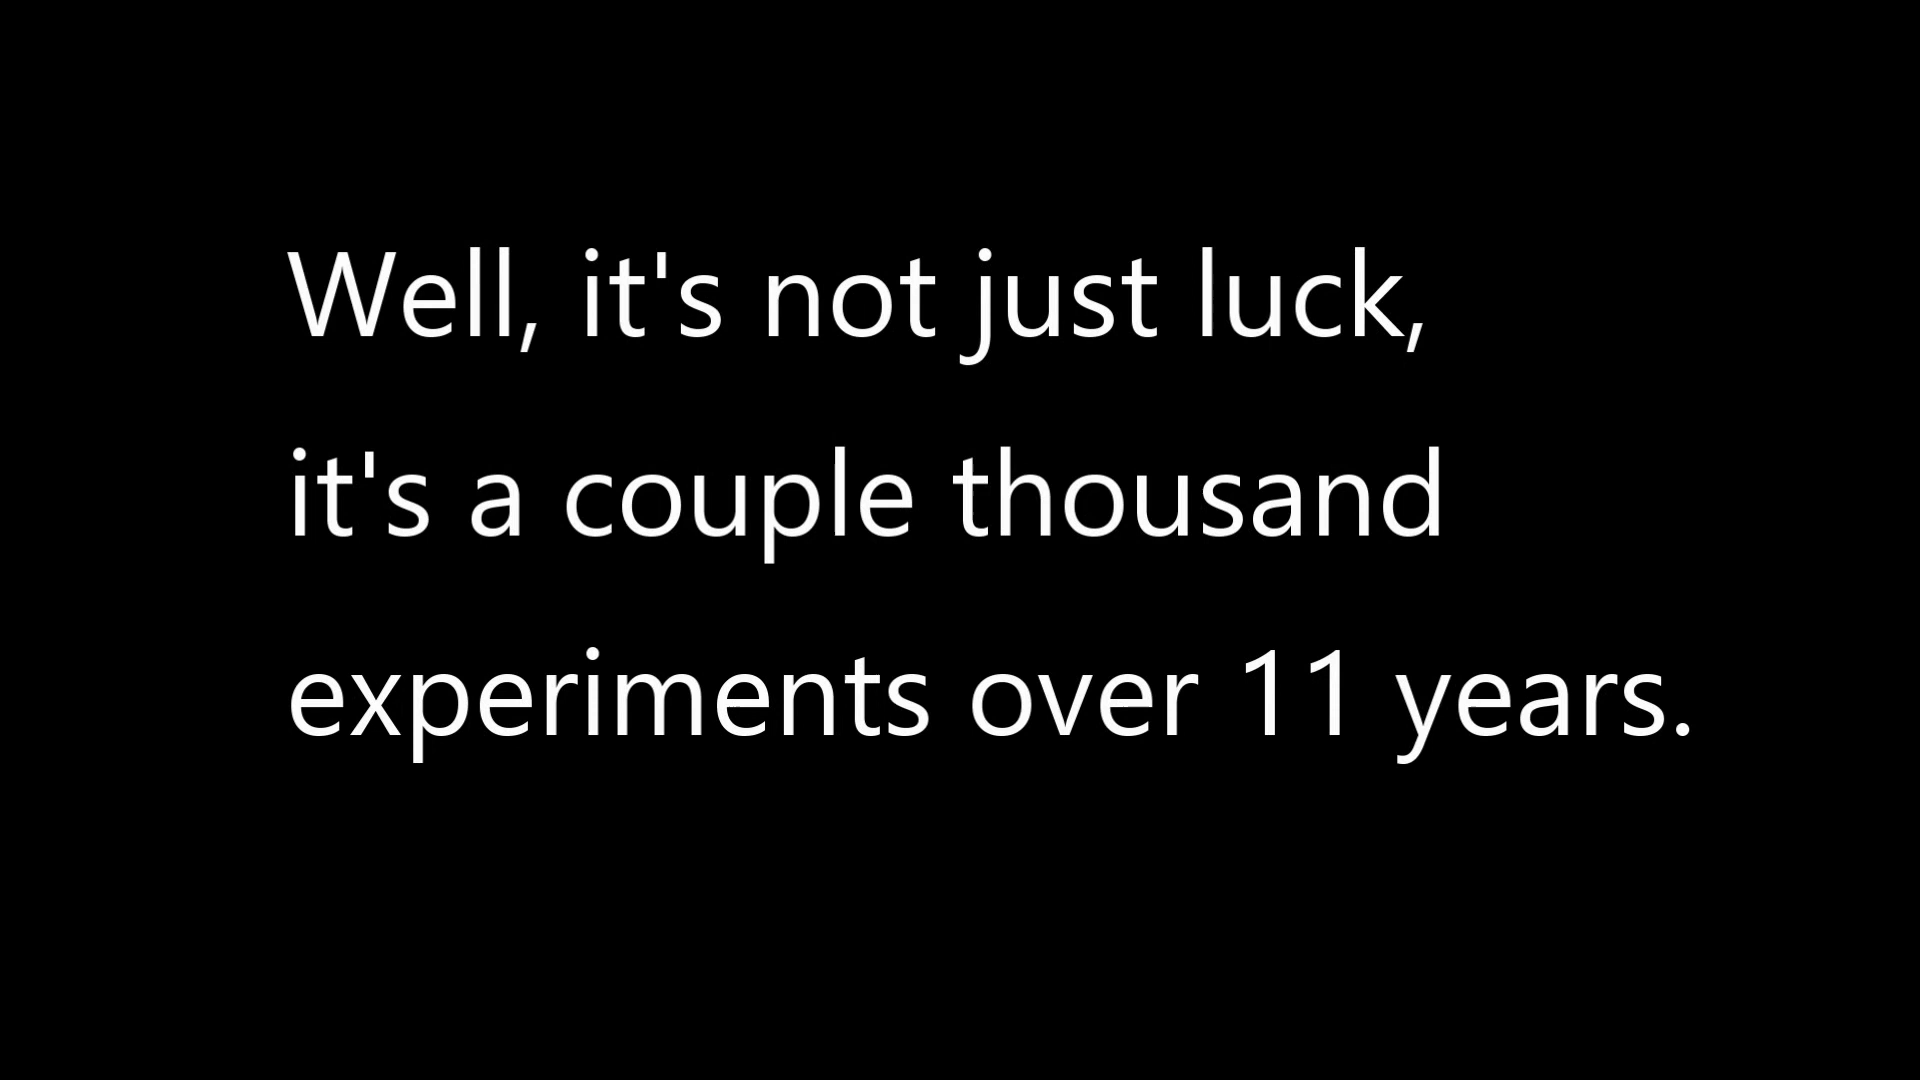 Well, it's not just luck,
it's a couple thousand
experiments over 11 years.